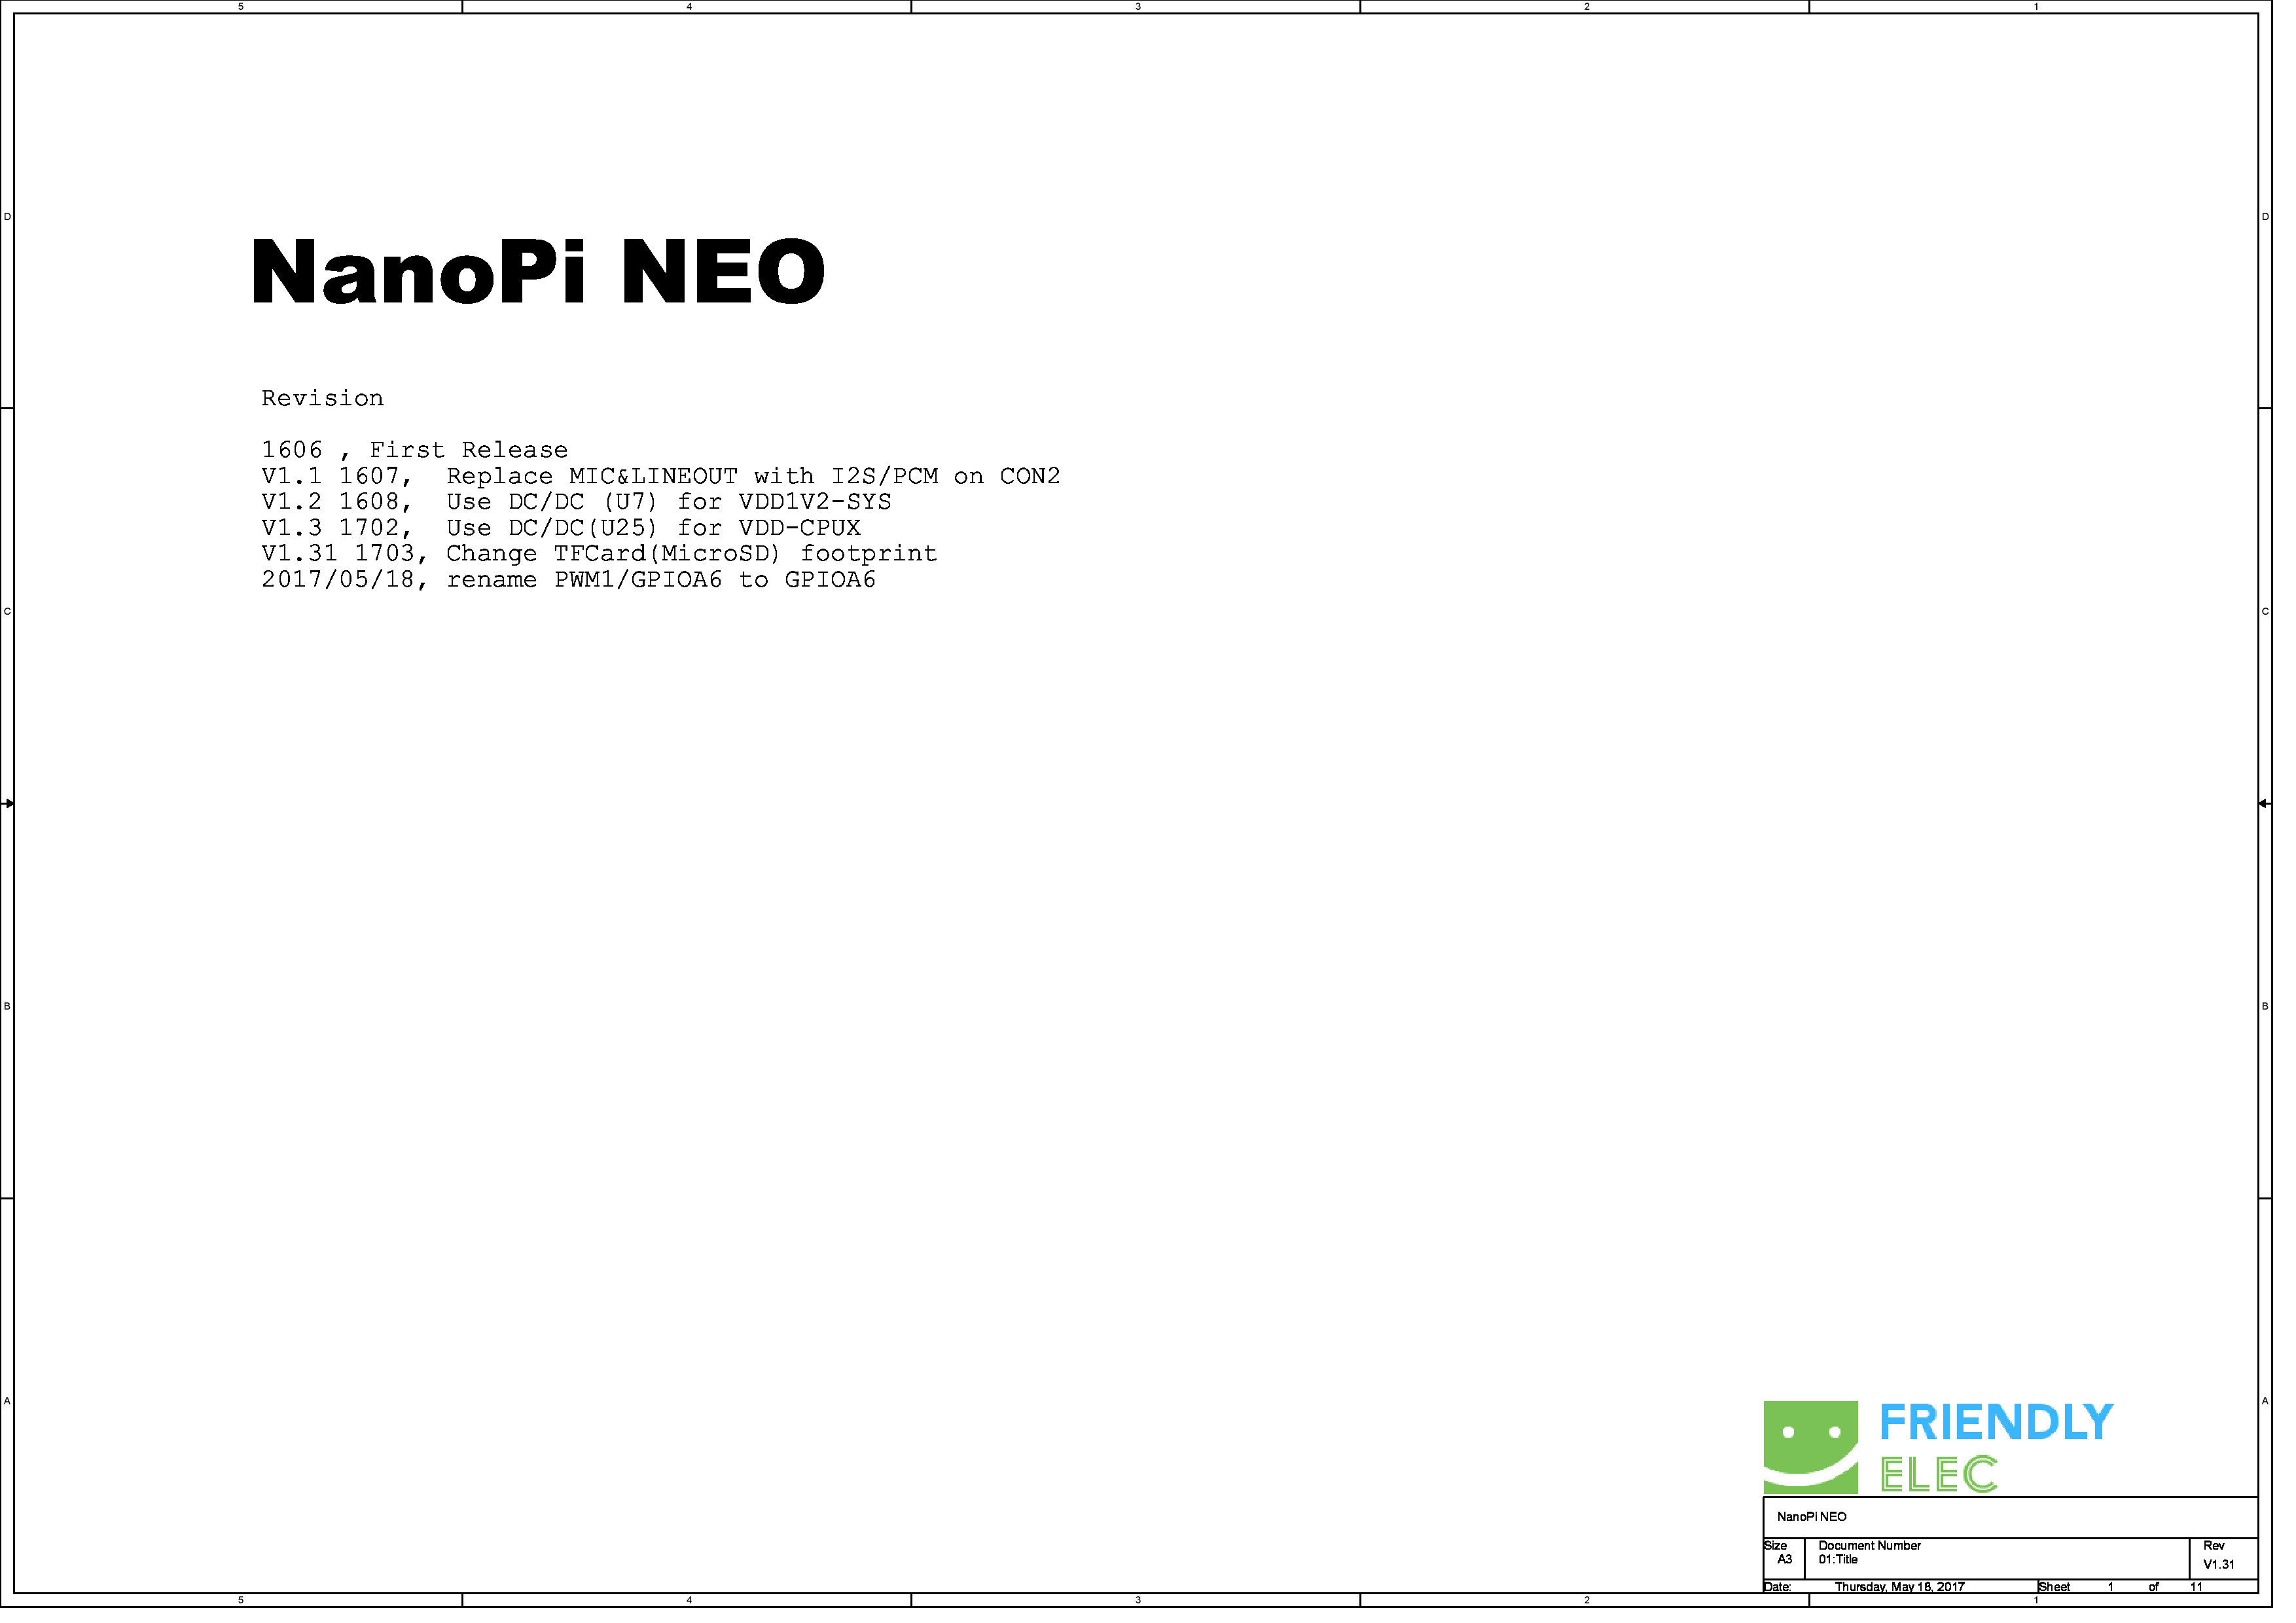 5 4 3 2 1
D D
NanoPi NEO
Revision
1606 , First Release
V1.1 1607, Replace MIC&LINEOUT with I2S/PCM on CON2
V1.2 1608, Use DC/DC (U7) for VDD1V2-SYS
V1.3 1702, Use DC/DC(U25) for VDD-CPUX
V1.31 1703, Change TFCard(MicroSD) footprint
2017/05/18, rename PWM1/GPIOA6 to GPIOA6
C C
B B
A A
FRIENDLY
ELEC
NanoPi NEO
Size Document Number Rev
A3 01:Title V1.31
Date: Thursday, May 18, 2017 Sheet 1 of 11
5 4 3 2 1